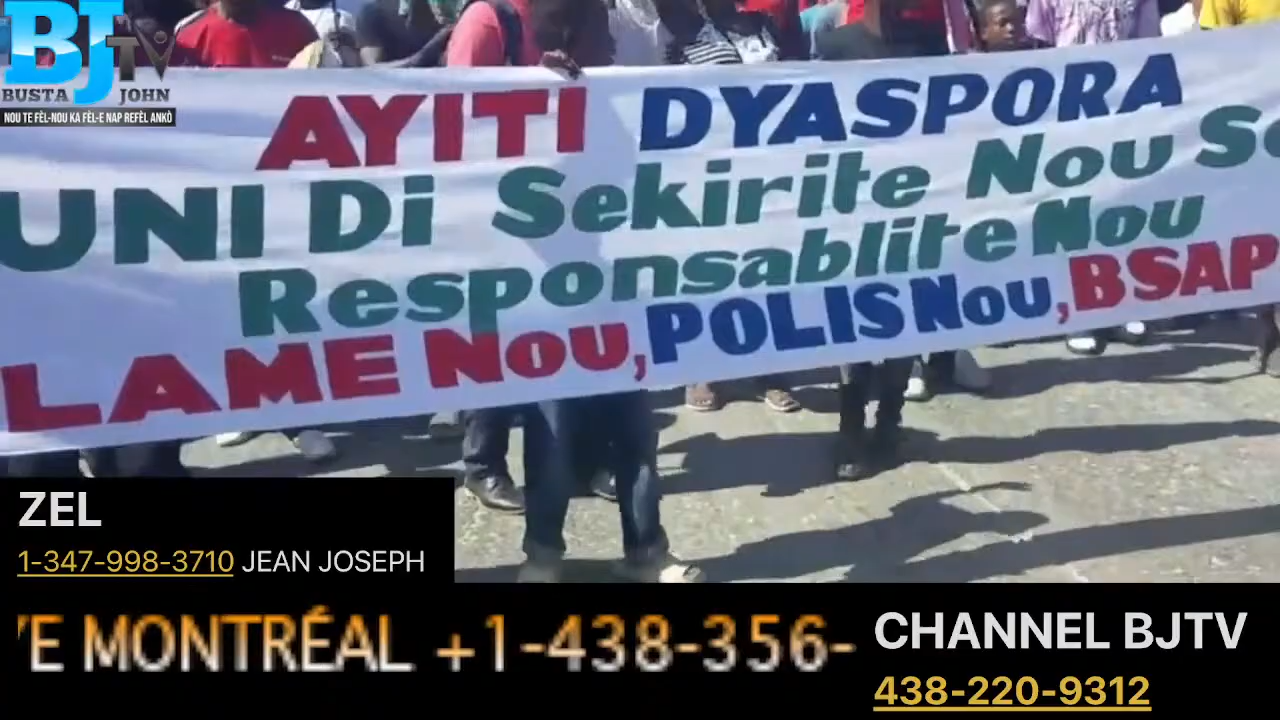 BJTV
BUSTA JOHN
NOU TE FÈL-NOU KA FÈL-E NAP REFÈL ANKÒ
AYITI DYASPORA
UNI Di Sekirite Nou Se
Responsablite Nou
LAME Nou, POLIS Nou, BSAP
ZEL
1-347-998-3710 JEAN JOSEPH
E MONTRÉAL +1-438-356-
CHANNEL BJTV
438-220-9312